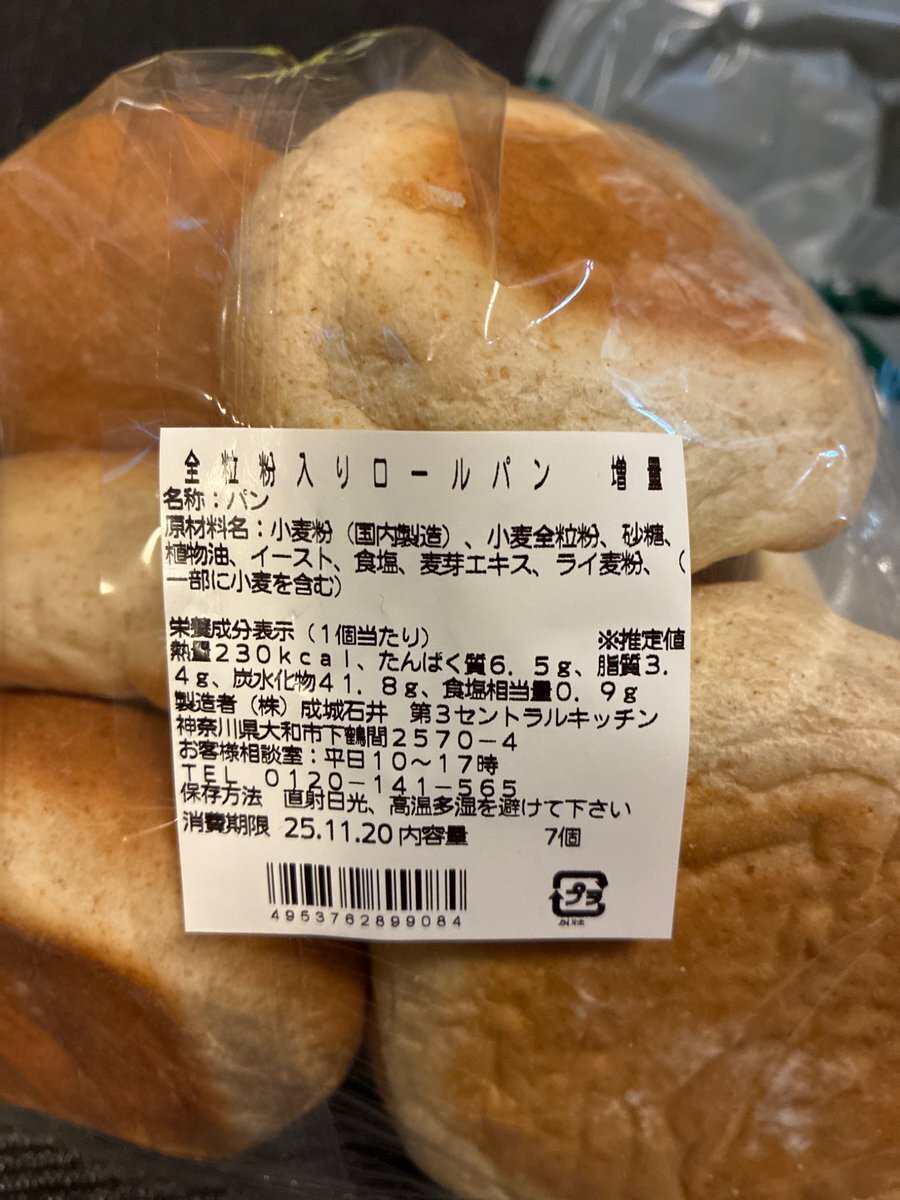 全粒粉入りロールパン 増量
名称：パン
原材料名：小麦粉（国内製造）、小麦全粒粉、砂糖、
植物油、イースト、食塩、麦芽エキス、ライ麦粉、（
一部に小麦を含む）
栄養成分表示（1個当たり） ※推定値
熱量230kcal、たんぱく質6.5g、脂質3.
4g、炭水化物41.8g、食塩相当量0.9g
製造者（株）成城石井 第3セントラルキッチン
神奈川県大和市下鶴間2570-4
お客様相談室：平日10～17時
TEL 0120-141-565
保存方法 直射日光、高温多湿を避けて下さい
消費期限 25.11.20 内容量 7個
4953762899084
プラ